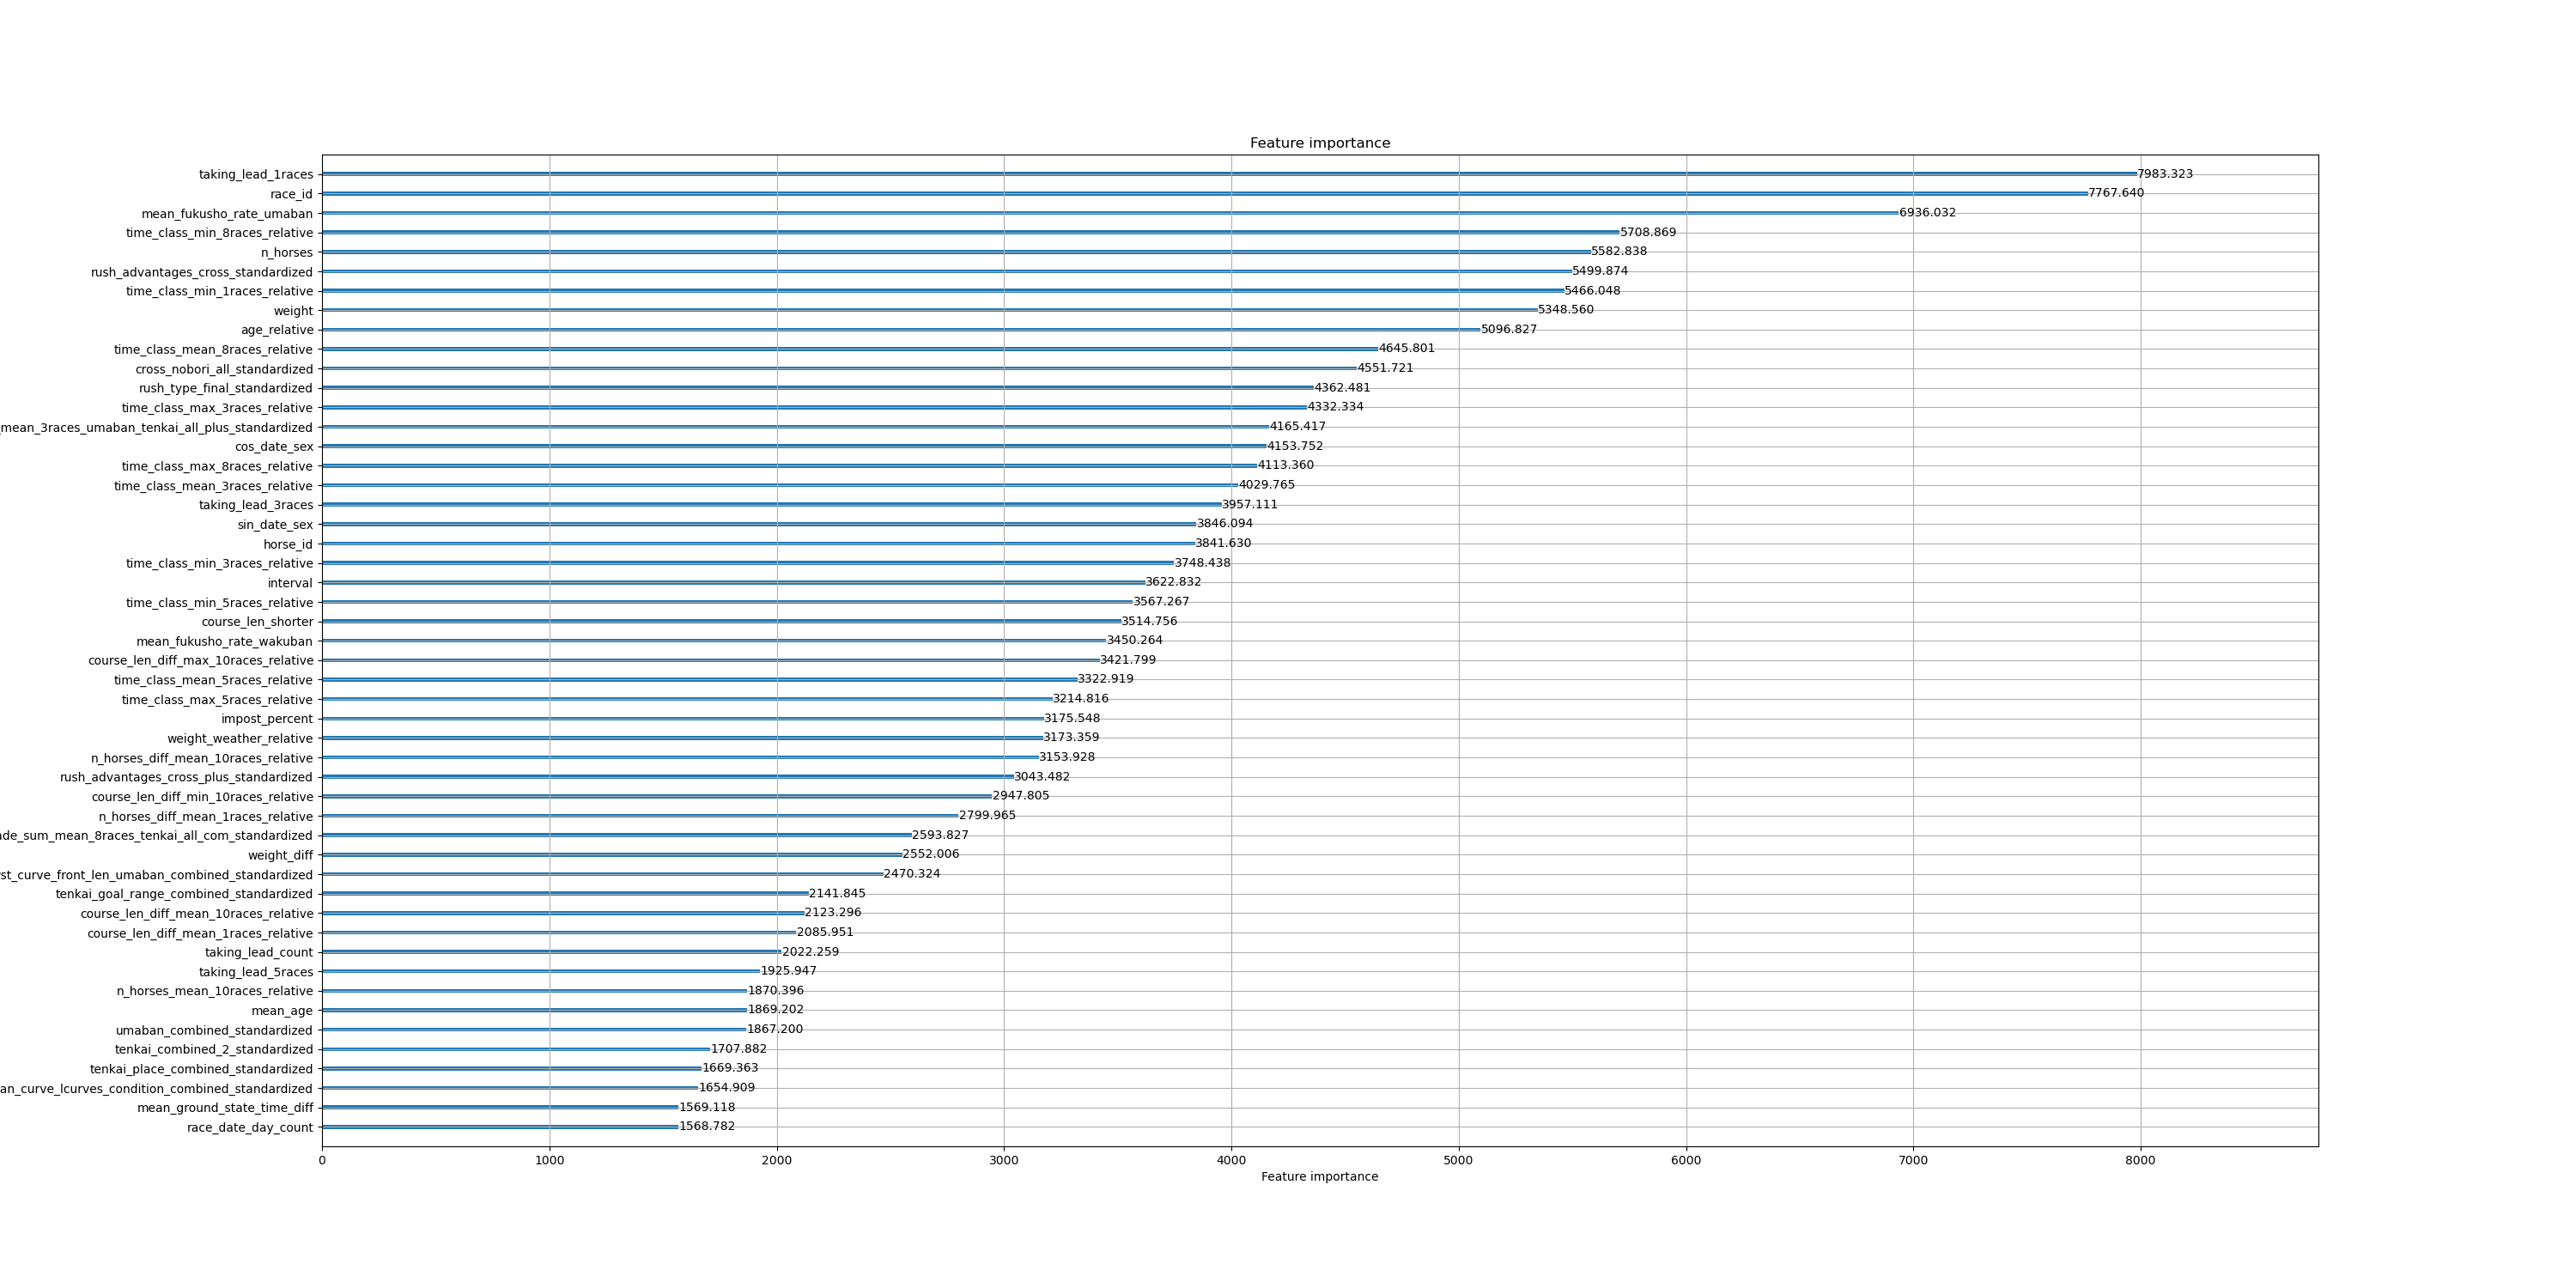 Feature importance
taking_lead_1races 7983.323
race_id 7767.640
mean_fukusho_rate_umaban 6936.032
time_class_min_8races_relative 5708.869
n_horses 5582.838
rush_advantages_cross_standardized 5499.874
time_class_min_1races_relative 5466.048
weight 5348.560
age_relative 5096.827
time_class_mean_8races_relative 4645.801
cross_nobori_all_standardized 4551.721
rush_type_final_standardized 4362.481
time_class_max_3races_relative 4332.334
_mean_3races_umaban_tenkai_all_plus_standardized 4165.417
cos_date_sex 4153.752
time_class_max_8races_relative 4113.360
time_class_mean_3races_relative 4029.765
taking_lead_3races 3957.111
sin_date_sex 3846.094
horse_id 3841.630
time_class_min_3races_relative 3748.438
interval 3622.832
time_class_min_5races_relative 3567.267
course_len_shorter 3514.756
mean_fukusho_rate_wakuban 3450.264
course_len_diff_max_10races_relative 3421.799
time_class_mean_5races_relative 3322.919
time_class_max_5races_relative 3214.816
impost_percent 3175.548
weight_weather_relative 3173.359
n_horses_diff_mean_10races_relative 3153.928
rush_advantages_cross_plus_standardized 3043.482
course_len_diff_min_10races_relative 2947.805
n_horses_diff_mean_1races_relative 2799.965
ade_sum_mean_8races_tenkai_all_com_standardized 2593.827
weight_diff 2552.006
st_curve_front_len_umaban_combined_standardized 2470.324
tenkai_goal_range_combined_standardized 2141.845
course_len_diff_mean_10races_relative 2123.296
course_len_diff_mean_1races_relative 2085.951
taking_lead_count 2022.259
taking_lead_5races 1925.947
n_horses_mean_10races_relative 1870.396
mean_age 1869.202
umaban_combined_standardized 1867.200
tenkai_combined_2_standardized 1707.882
tenkai_place_combined_standardized 1669.363
an_curve_lcurves_condition_combined_standardized 1654.909
mean_ground_state_time_diff 1569.118
race_date_day_count 1568.782
0 1000 2000 3000 4000 5000 6000 7000 8000
Feature importance